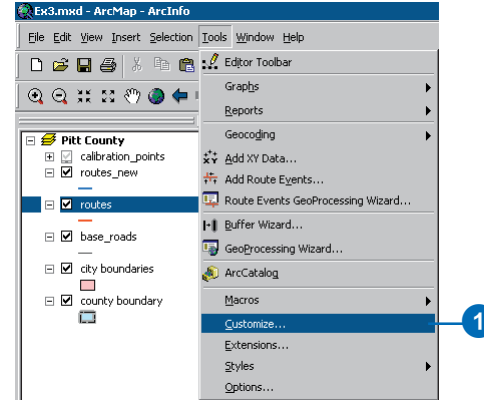 Ex3.mxd - ArcMap - ArcInfo
File Edit View Insert Selection Tools Window Help
Editor Toolbar
Graphs
Reports
Geocoding
Add XY Data...
Add Route Events...
Route Events GeoProcessing Wizard...
Buffer Wizard...
GeoProcessing Wizard...
ArcCatalog
Macros
Customize...
1
Extensions...
Styles
Options...
Pitt County
calibration_points
routes_new
routes
base_roads
city boundaries
county boundary